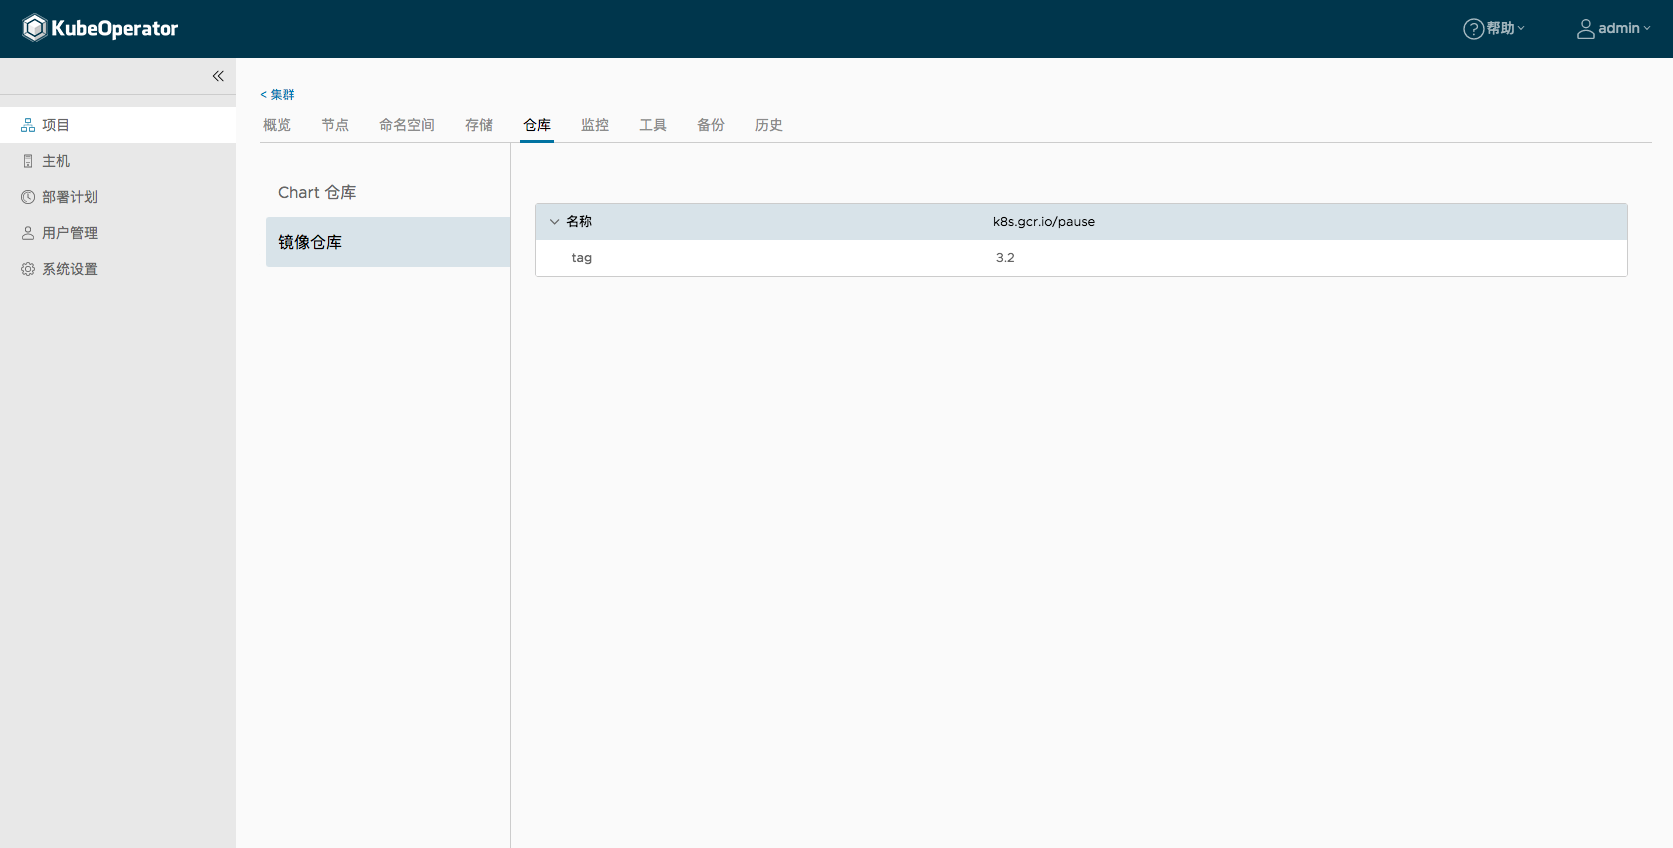 KubeOperator
帮助
admin
项目
主机
部署计划
用户管理
系统设置
< 集群
概览 节点 命名空间 存储 仓库 监控 工具 备份 历史
Chart 仓库
镜像仓库
名称 k8s.gcr.io/pause
tag 3.2